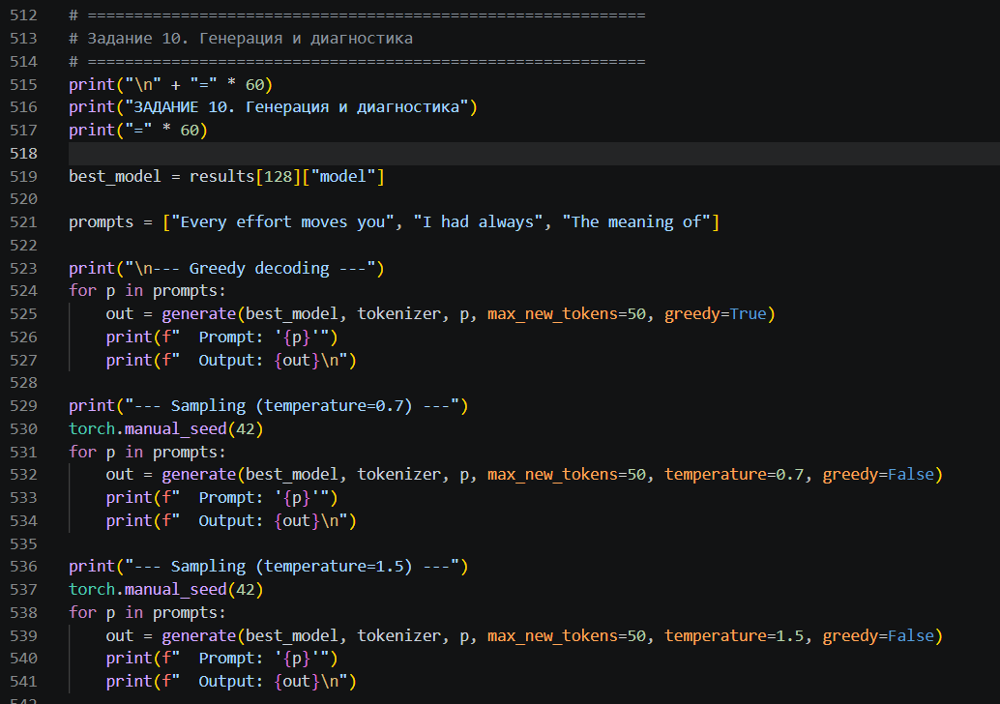 512 # ============================================================
513 # Задание 10. Генерация и диагностика
514 # ============================================================
515 print("\n" + "=" * 60)
516 print("ЗАДАНИЕ 10. Генерация и диагностика")
517 print("=" * 60)
518
519 best_model = results[128]["model"]
520
521 prompts = ["Every effort moves you", "I had always", "The meaning of"]
522
523 print("\n--- Greedy decoding ---")
524 for p in prompts:
525     out = generate(best_model, tokenizer, p, max_new_tokens=50, greedy=True)
526     print(f"  Prompt: '{p}'")
527     print(f"  Output: {out}\n")
528
529 print("--- Sampling (temperature=0.7) ---")
530 torch.manual_seed(42)
531 for p in prompts:
532     out = generate(best_model, tokenizer, p, max_new_tokens=50, temperature=0.7, greedy=False)
533     print(f"  Prompt: '{p}'")
534     print(f"  Output: {out}\n")
535
536 print("--- Sampling (temperature=1.5) ---")
537 torch.manual_seed(42)
538 for p in prompts:
539     out = generate(best_model, tokenizer, p, max_new_tokens=50, temperature=1.5, greedy=False)
540     print(f"  Prompt: '{p}'")
541     print(f"  Output: {out}\n")